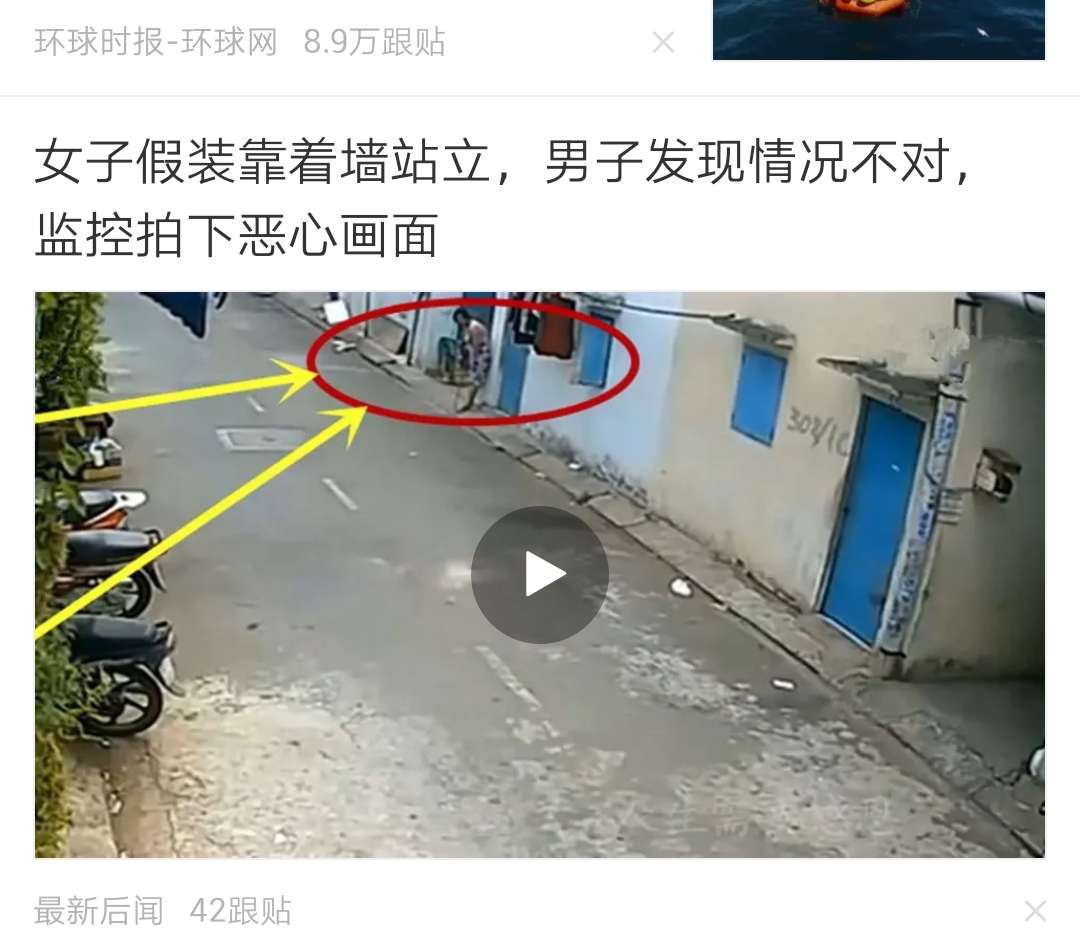 环球时报-环球网 8.9万跟贴
女子假装靠着墙站立，男子发现情况不对，
监控拍下恶心画面
最新后闻 42跟贴